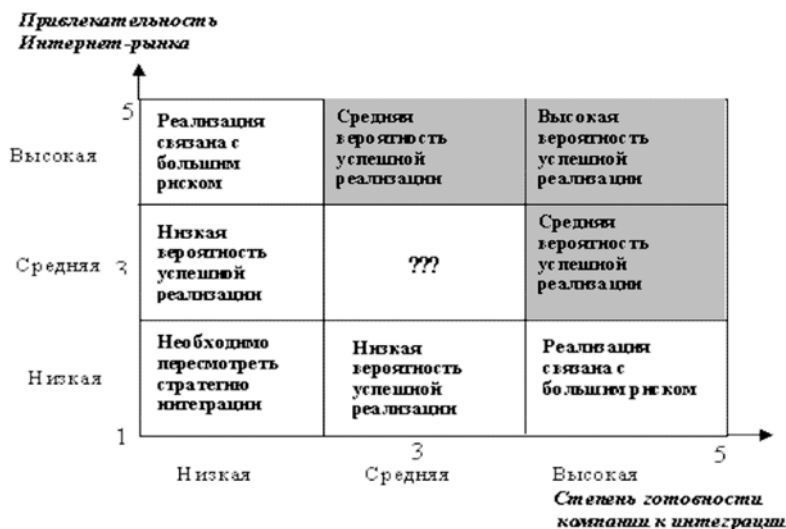 Привлекательность
Интернет-рынка
5
Высокая
Реализация
связана с
большим
риском
Средняя
вероятность
успешной
реализации
Высокая
вероятность
успешной
реализации
Средняя
3
Низкая
вероятность
успешной
реализации
???
Средняя
вероятность
успешной
реализации
Низкая
Необходимо
пересмотреть
стратегию
интеграции
Низкая
вероятность
успешной
реализации
Реализация
связана с
большим риском
1
3
5
Низкая
Средняя
Высокая
Степень готовности
компании к интеграции